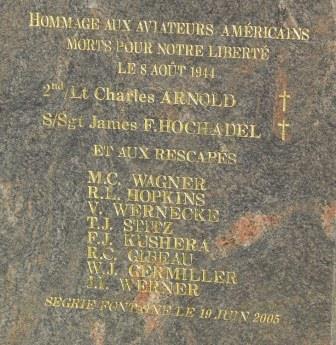 HOMMAGE AUX AVIATEURS AMÉRICAINS
MORTS POUR NOTRE LIBERTÉ
LE 8 AOÛT 1944
2nd/Lt Charles ARNOLD †
S/Sgt James F. HOCHADEL †
ET AUX RESCAPÉS
M.C. WAGNER
R.L. HOPKINS
V. WERNECKE
T.J. SPITZ
F.J. KUSHERA
R.C. GIBEAU
W.J. GERMILLER
J.L. WERNER
SEGRIE FONTAINE LE 19 JUIN 2005